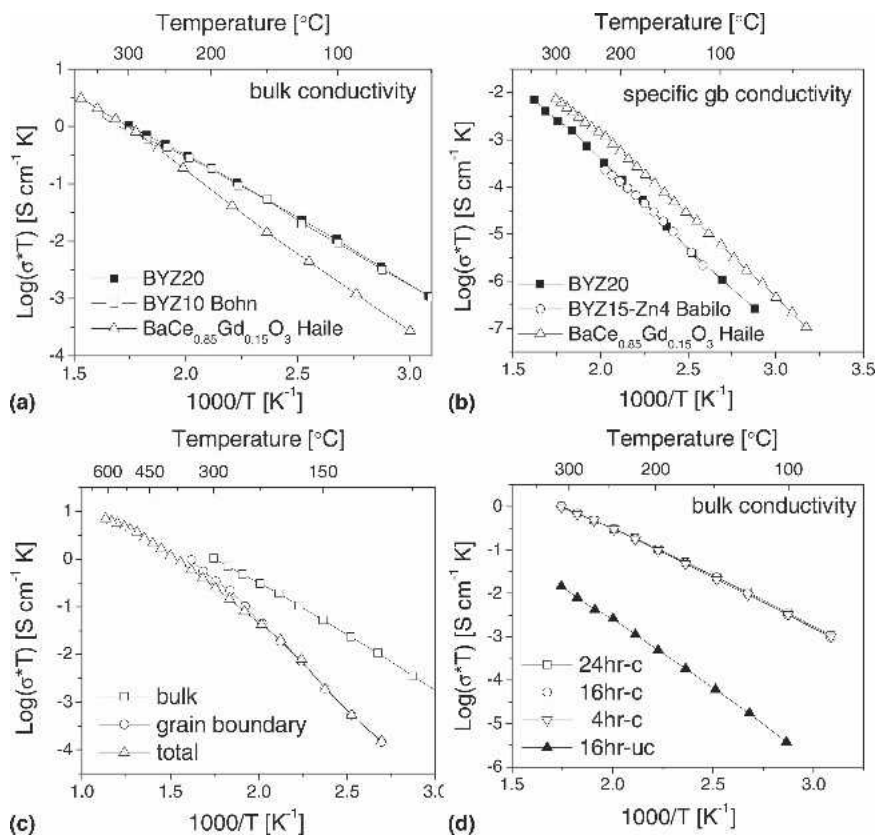 Temperature [°C]
300 200 100
bulk conductivity
Log(σ*T) [S cm⁻¹ K]
1
0
-1
-2
-3
-4
BYZ20
BYZ10 Bohn
BaCe0.85Gd0.15O3 Haile
1.5 2.0 2.5 3.0
(a)
1000/T [K⁻¹]
Temperature [°C]
300 200 100
specific gb conductivity
Log(σ*T) [S cm⁻¹ K]
-2
-3
-4
-5
-6
-7
BYZ20
BYZ15-Zn4 Babilo
BaCe0.85Gd0.15O3 Haile
1.5 2.0 2.5 3.0 3.5
(b)
1000/T [K⁻¹]
Temperature [°C]
600 450 300 150
Log(σ*T) [S cm⁻¹ K]
1
0
-1
-2
-3
-4
bulk
grain boundary
total
1.0 1.5 2.0 2.5 3.0
(c)
1000/T [K⁻¹]
Temperature [°C]
300 200 100
bulk conductivity
Log(σ*T) [S cm⁻¹ K]
1
0
-1
-2
-3
-4
-5
-6
24hr-c
16hr-c
4hr-c
16hr-uc
1.5 2.0 2.5 3.0
(d)
1000/T [K⁻¹]